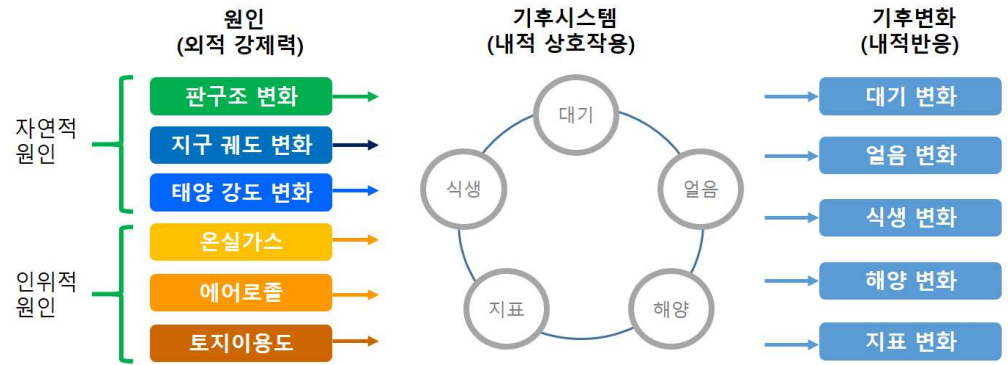 원인
(외적 강제력)
기후시스템
(내적 상호작용)
기후변화
(내적반응)
자연적
원인
판구조 변화
지구 궤도 변화
태양 강도 변화
인위적
원인
온실가스
에어로졸
토지이용도
대기
식생
얼음
지표
해양
대기 변화
얼음 변화
식생 변화
해양 변화
지표 변화